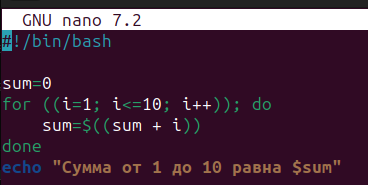 GNU nano 7.2
#!/bin/bash
sum=0
for ((i=1; i<=10; i++)); do
    sum=$((sum + i))
done
echo "Сумма от 1 до 10 равна $sum"